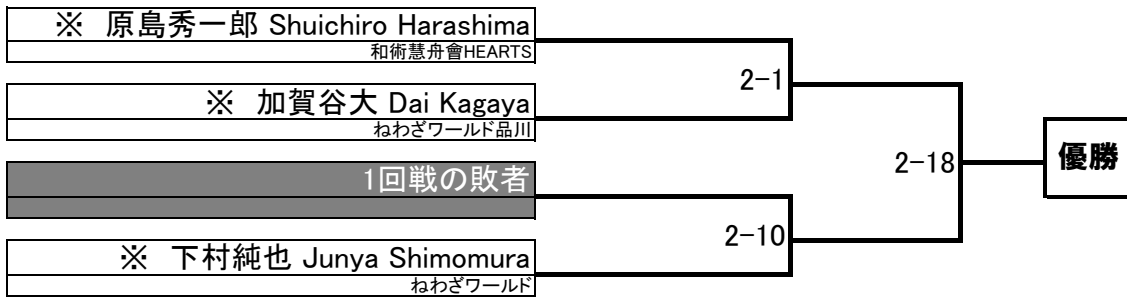 ※ 原島秀一郎 Shuichiro Harashima
和術慧舟會HEARTS
2-1
※ 加賀谷大 Dai Kagaya
ねわざワールド品川
優勝
2-18
1回戦の敗者
2-10
※ 下村純也 Junya Shimomura
ねわざワールド